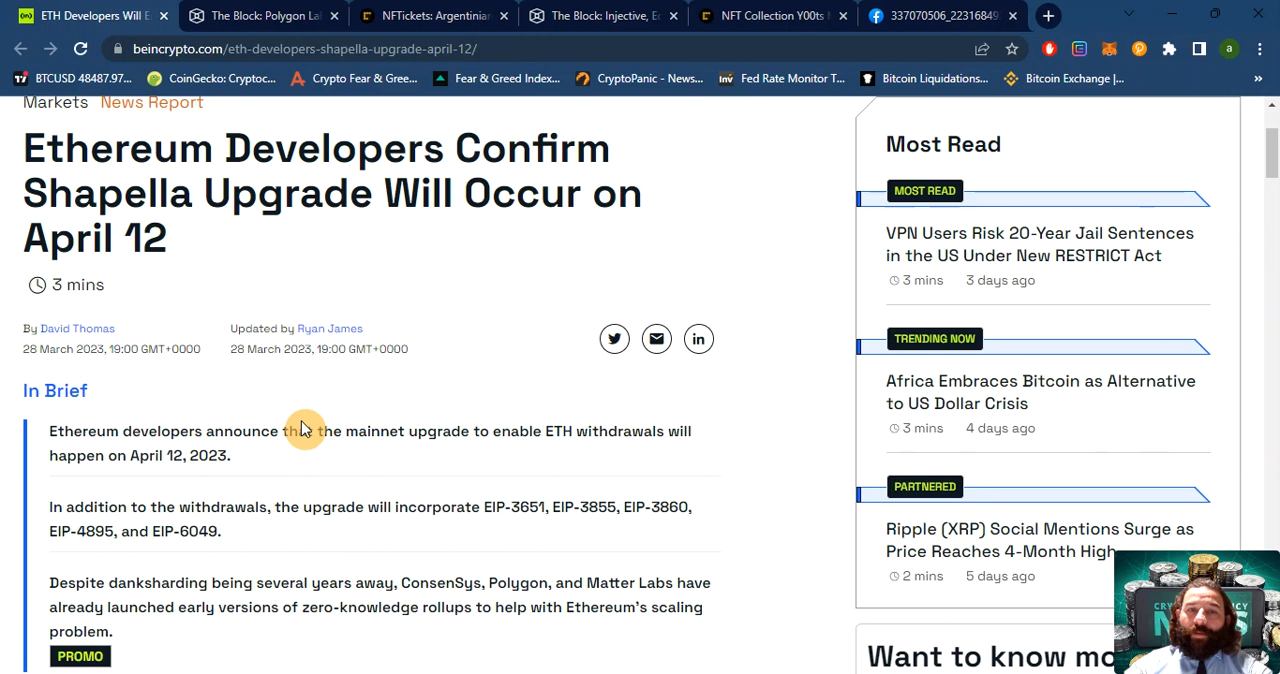 ETH Developers Will E
The Block: Polygon La
NFTickets: Argentinian
The Block: Injective, Ec
NFT Collection Y00ts M
337070506_22316849
beincrypto.com/eth-developers-shapella-upgrade-april-12/
a
BTCUSD 48487.97...
CoinGecko: Cryptoc...
Crypto Fear & Gree...
Fear & Greed Index...
CryptoPanic - News...
Fed Rate Monitor T...
Bitcoin Liquidations...
Bitcoin Exchange |...
Markets News Report
Ethereum Developers Confirm
Shapella Upgrade Will Occur on
April 12
3 mins
By David Thomas
28 March 2023, 19:00 GMT+0000
Updated by Ryan James
28 March 2023, 19:00 GMT+0000
In Brief
Ethereum developers announce that the mainnet upgrade to enable ETH withdrawals will
happen on April 12, 2023.
In addition to the withdrawals, the upgrade will incorporate EIP-3651, EIP-3855, EIP-3860,
EIP-4895, and EIP-6049.
Despite danksharding being several years away, ConsenSys, Polygon, and Matter Labs have
already launched early versions of zero-knowledge rollups to help with Ethereum's scaling
problem.
PROMO
Most Read
MOST READ
VPN Users Risk 20-Year Jail Sentences
in the US Under New RESTRICT Act
3 mins 3 days ago
TRENDING NOW
Africa Embraces Bitcoin as Alternative
to US Dollar Crisis
3 mins 4 days ago
PARTNERED
Ripple (XRP) Social Mentions Surge as
Price Reaches 4-Month High
2 mins 5 days ago
Want to know mo